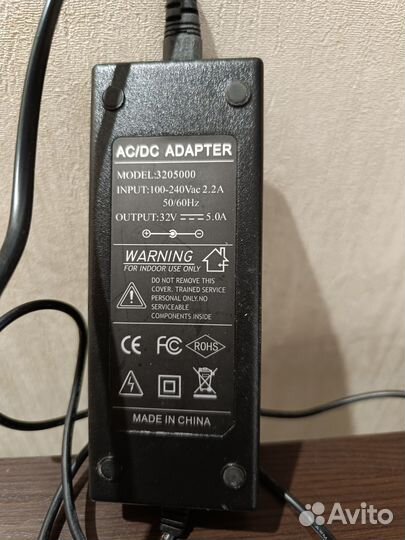 AC/DC ADAPTER
MODEL:3205000
INPUT:100-240Vac 2.2A
50/60Hz
OUTPUT:32V⎓5.0A
WARNING
FOR INDOOR USE ONLY
DO NOT REMOVE THIS
COVER. TRAINED SERVICE
PERSONAL ONLY.NO
SERVICEABLE
COMPONENTS INSIDE
CE FC ROHS
MADE IN CHINA
Avito